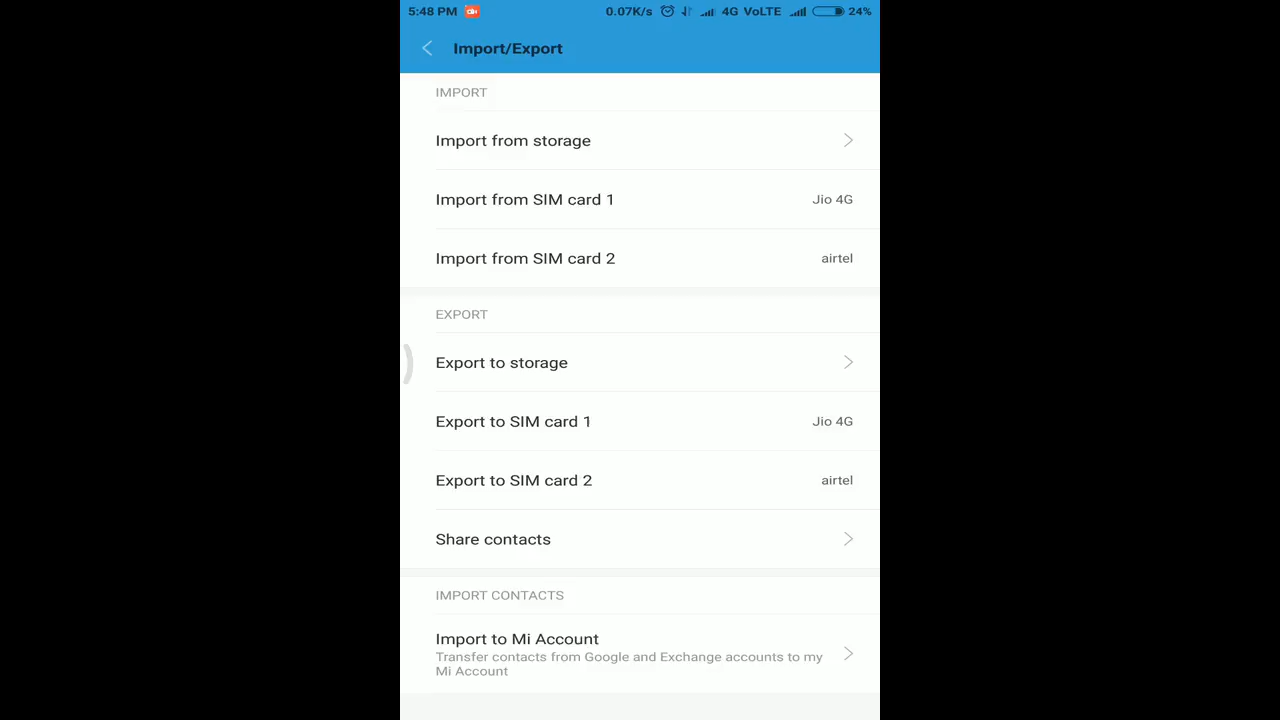 5:48 PM 0.07K/s 4G VoLTE 24%
Import/Export
IMPORT
Import from storage
Import from SIM card 1 Jio 4G
Import from SIM card 2 airtel
EXPORT
Export to storage
Export to SIM card 1 Jio 4G
Export to SIM card 2 airtel
Share contacts
IMPORT CONTACTS
Import to Mi Account
Transfer contacts from Google and Exchange accounts to my
Mi Account